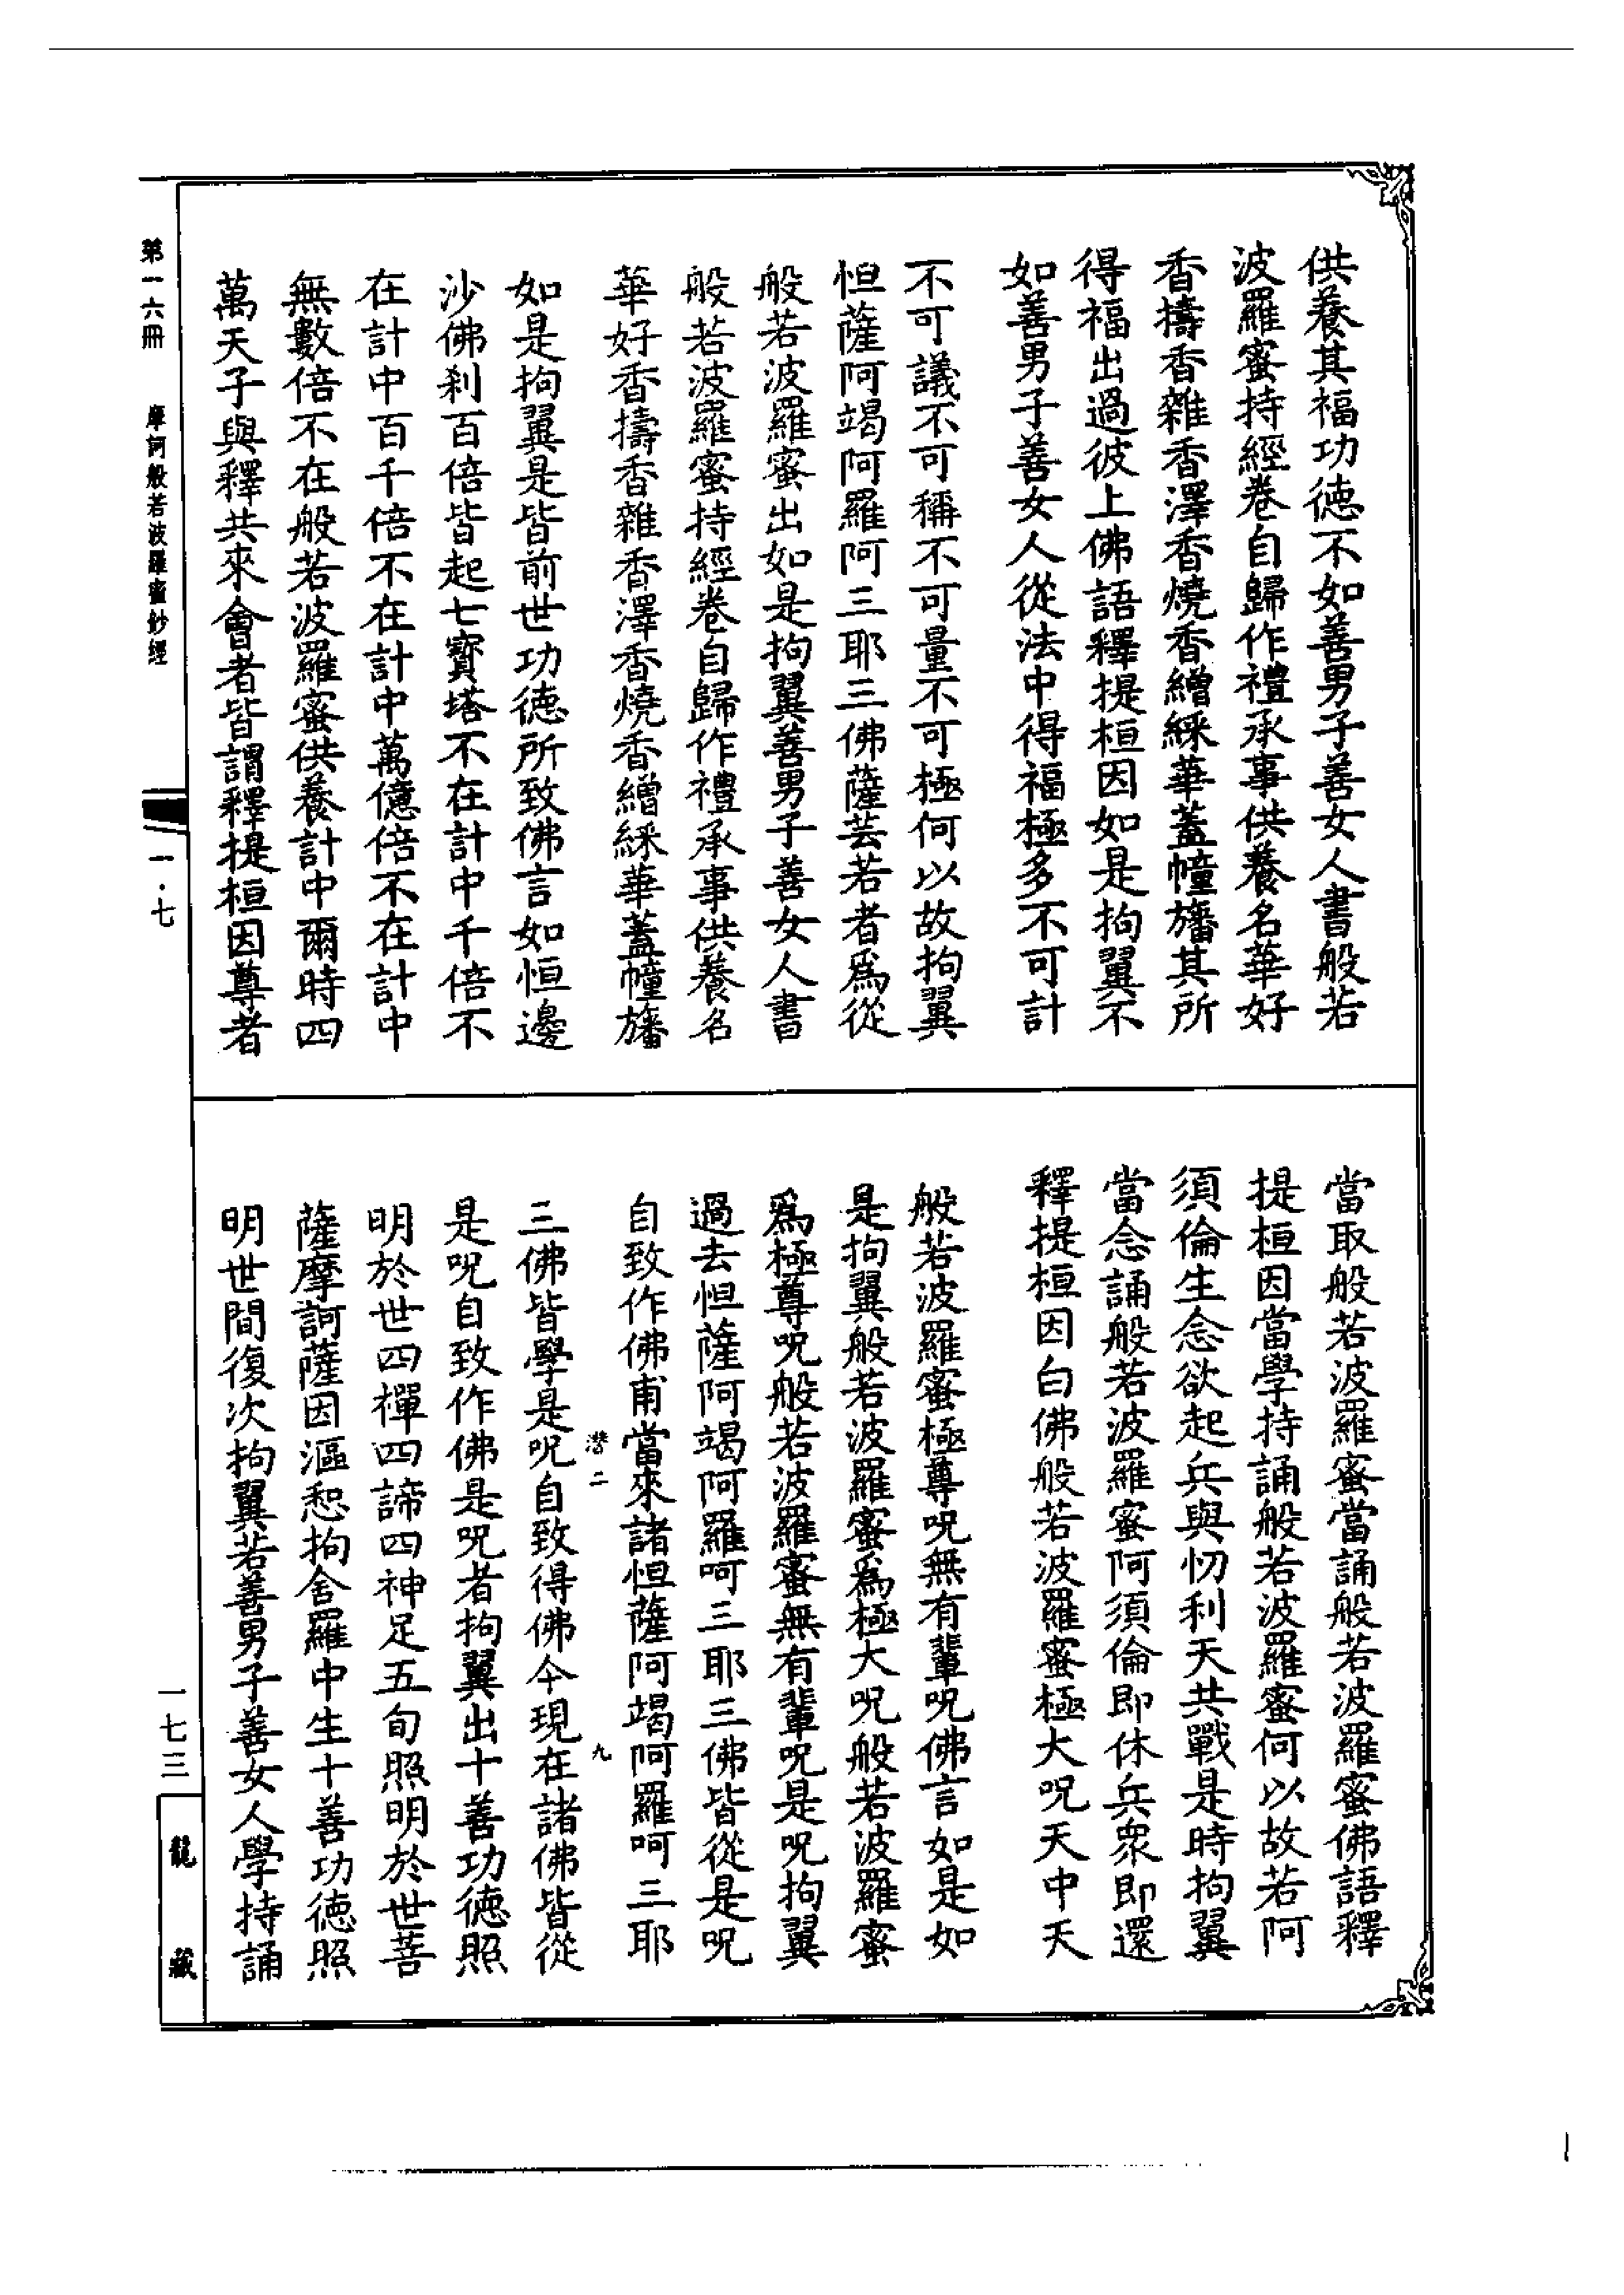 供養其福功德不如善男子善女人書般若
波羅蜜持經卷自歸作禮承事供養名華好
香擣香雜香澤香燒香繒綵華蓋幢旛其所
得福出過彼上佛語釋提桓因如是拘翼不
如善男子善女人從法中得福極多不可計
不可議不可稱不可量不可極何以故拘翼
怛薩阿竭阿羅阿三耶三佛薩芸若者爲從
般若波羅蜜出如是拘翼善男子善女人書
般若波羅蜜持經卷自歸作禮承事供養名
華好香擣香雜香澤香燒香繒綵華蓋幢旛
如是拘翼是皆前世功德所致佛言如恒邊
沙佛刹百倍皆起七寶塔不在計中千倍不
在計中百千倍不在計中萬億倍不在計中
無數倍不在般若波羅蜜供養計中爾時四
萬天子與釋共來會者皆謂釋提桓因尊者
當取般若波羅蜜當誦般若波羅蜜佛語釋
提桓因當學持誦般若波羅蜜何以故若阿
須倫生念欲起兵與忉利天共戰是時拘翼
當念誦般若波羅蜜阿須倫即休兵衆即還
釋提桓因白佛般若波羅蜜極大呪天中天
般若波羅蜜極尊呪無有輩呪佛言如是如
是拘翼般若波羅蜜爲極大呪般若波羅蜜
爲極尊呪般若波羅蜜無有輩呪是呪拘翼
過去怛薩阿竭阿羅呵三耶三佛皆從是呪
自致作佛甫當來諸怛薩阿竭阿羅呵三耶
潜二 九
三佛皆學是呪自致得佛今現在諸佛皆從
是呪自致作佛是呪者拘翼出十善功德照
明於世四禪四諦四神足五旬照明於世菩
薩摩訶薩因漚惒拘舍羅中生十善功德照
明世間復次拘翼若善男子善女人學持誦
第一六冊 摩訶般若波羅蜜鈔經
一·七
一七三
龍藏